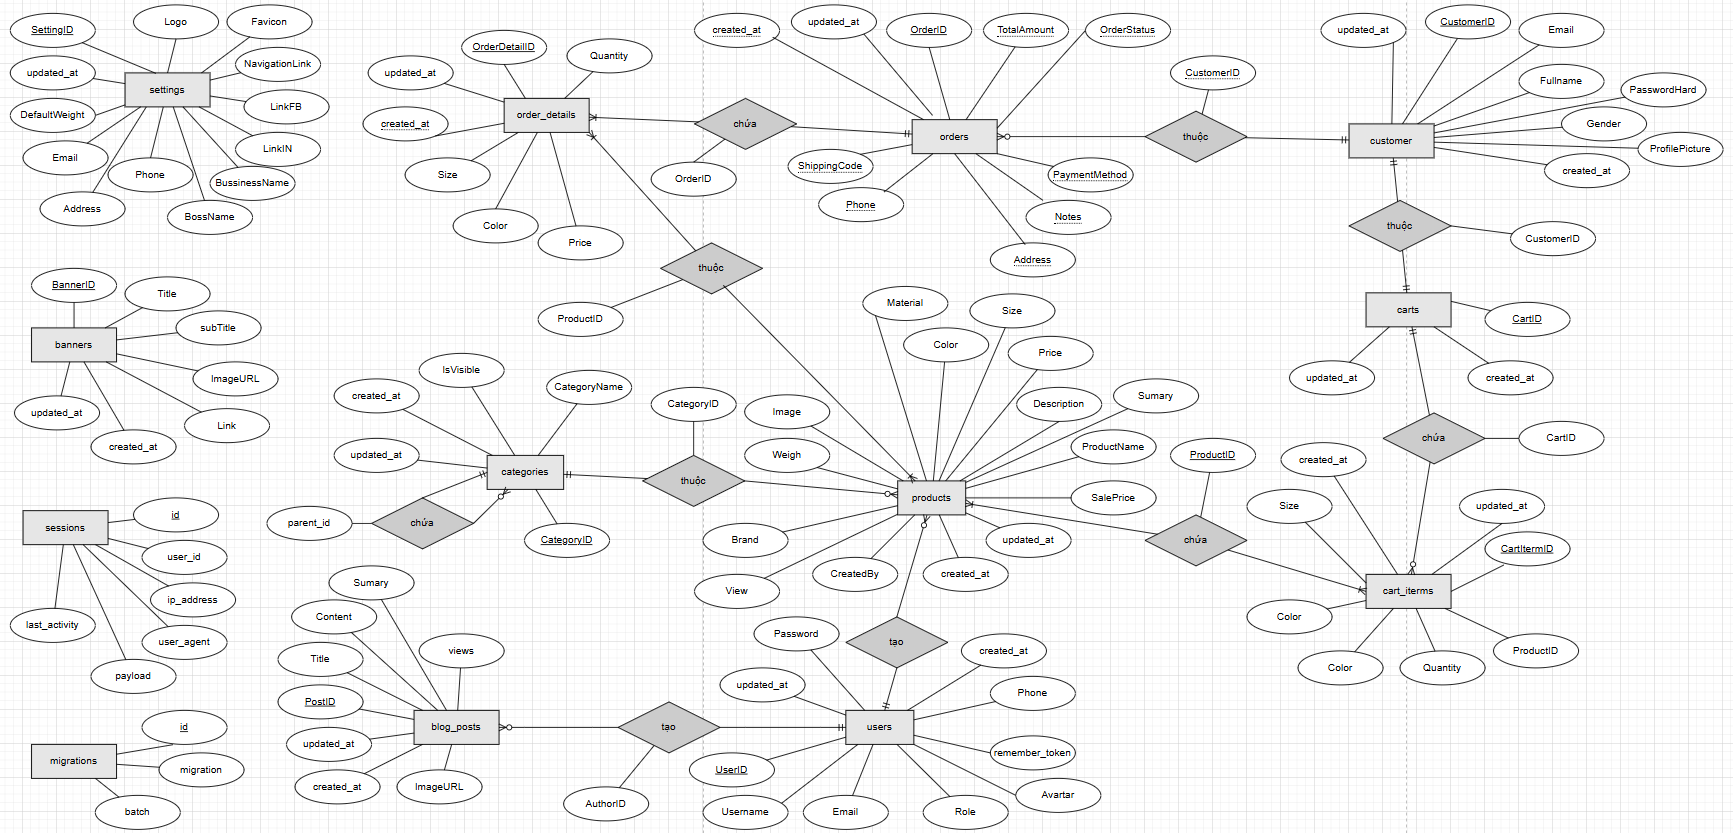 SettingID
Logo
Favicon
updated_at
NavigationLink
settings
DefaultWeight
LinkFB
Email
LinkIN
Phone
BussinessName
Address
BossName
OrderDetailID
Quantity
updated_at
order_details
created_at
Size
Color
Price
chứa
OrderID
created_at
updated_at
OrderID
TotalAmount
OrderStatus
orders
ShippingCode
PaymentMethod
Phone
Notes
Address
CustomerID
thuộc
updated_at
CustomerID
Email
Fullname
PasswordHard
Gender
customer
ProfilePicture
created_at
thuộc
CustomerID
carts
CartID
updated_at
created_at
chứa
CartID
thuộc
ProductID
BannerID
Title
subTitle
banners
ImageURL
updated_at
Link
created_at
IsVisible
created_at
CategoryName
updated_at
categories
parent_id
chứa
CategoryID
CategoryID
thuộc
Material
Size
Color
Price
Image
Description
Sumary
Weigh
ProductName
products
SalePrice
Brand
updated_at
View
CreatedBy
created_at
ProductID
chứa
created_at
Size
updated_at
CartItermID
cart_iterms
Color
Color
Quantity
ProductID
sessions
id
user_id
ip_address
last_activity
user_agent
payload
migrations
id
migration
batch
Sumary
Content
Title
views
PostID
blog_posts
updated_at
created_at
ImageURL
tạo
AuthorID
tạo
Password
created_at
updated_at
Phone
users
remember_token
UserID
Avartar
Username
Email
Role